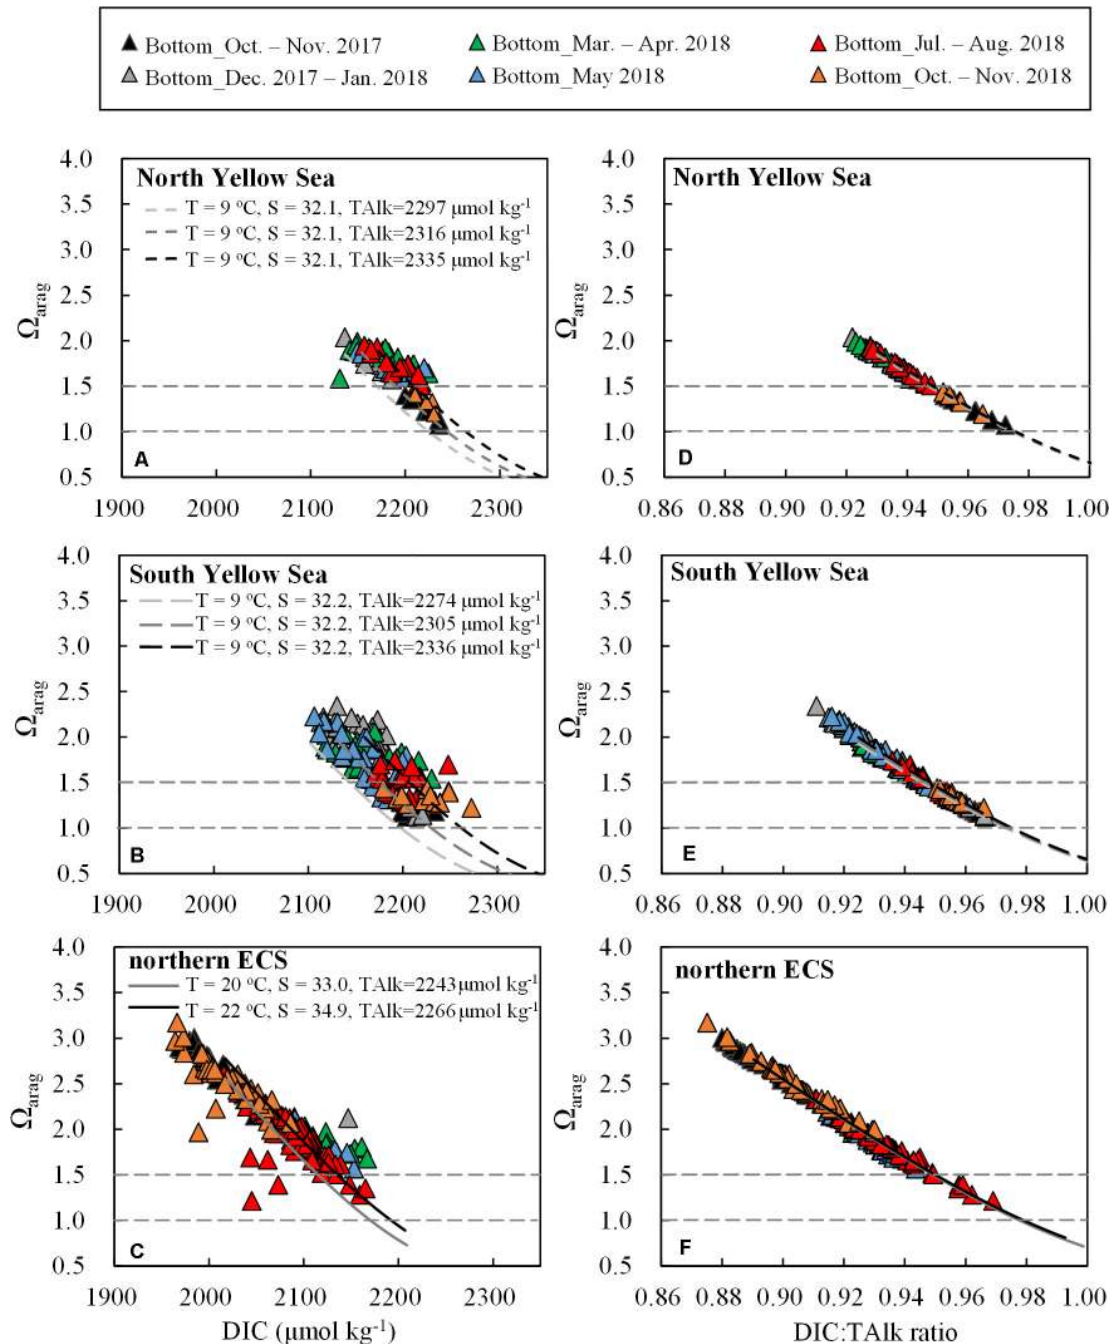 Bottom_Oct. – Nov. 2017
Bottom_Mar. – Apr. 2018
Bottom_Jul. – Aug. 2018
Bottom_Dec. 2017 – Jan. 2018
Bottom_May 2018
Bottom_Oct. – Nov. 2018
North Yellow Sea
T = 9 °C, S = 32.1, TAlk=2297 μmol kg⁻¹
T = 9 °C, S = 32.1, TAlk=2316 μmol kg⁻¹
T = 9 °C, S = 32.1, TAlk=2335 μmol kg⁻¹
4.0
3.5
3.0
2.5
2.0
1.5
1.0
0.5
Ωarag
A
1900 2000 2100 2200 2300
North Yellow Sea
4.0
3.5
3.0
2.5
2.0
1.5
1.0
0.5
Ωarag
D
0.86 0.88 0.90 0.92 0.94 0.96 0.98 1.00
South Yellow Sea
T = 9 °C, S = 32.2, TAlk=2274 μmol kg⁻¹
T = 9 °C, S = 32.2, TAlk=2305 μmol kg⁻¹
T = 9 °C, S = 32.2, TAlk=2336 μmol kg⁻¹
4.0
3.5
3.0
2.5
2.0
1.5
1.0
0.5
Ωarag
B
1900 2000 2100 2200 2300
South Yellow Sea
4.0
3.5
3.0
2.5
2.0
1.5
1.0
0.5
Ωarag
E
0.86 0.88 0.90 0.92 0.94 0.96 0.98 1.00
northern ECS
T = 20 °C, S = 33.0, TAlk=2243 μmol kg⁻¹
T = 22 °C, S = 34.9, TAlk=2266 μmol kg⁻¹
4.0
3.5
3.0
2.5
2.0
1.5
1.0
0.5
Ωarag
C
1900 2000 2100 2200 2300
DIC (μmol kg⁻¹)
northern ECS
4.0
3.5
3.0
2.5
2.0
1.5
1.0
0.5
Ωarag
F
0.86 0.88 0.90 0.92 0.94 0.96 0.98 1.00
DIC:TAlk ratio